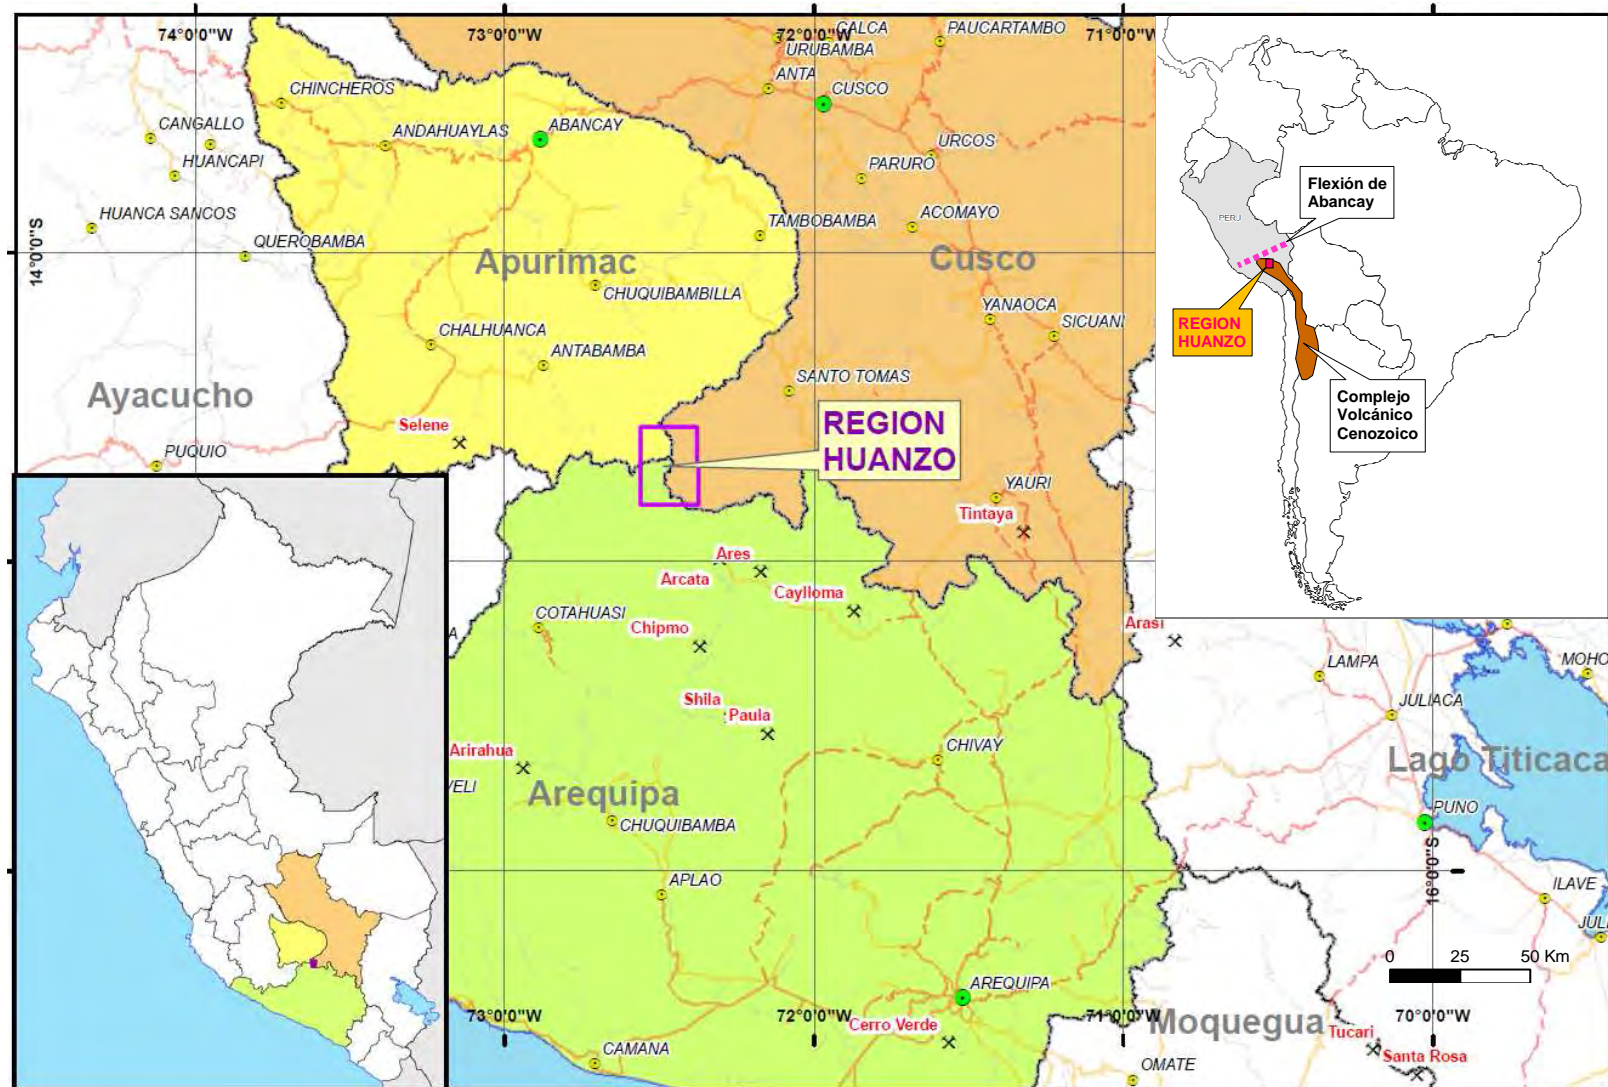 74°0'0"W
73°0'0"W
72°0'0"W
71°0'0"W
CALCA
URUBAMBA
PAUCARTAMBO
ANTA
CUSCO
CHINCHEROS
CANGALLO
ANDAHUAYLAS
ABANCAY
HUANCAPI
URCOS
PARURO
HUANCA SANCOS
TAMBOBAMBA
ACOMAYO
QUEROBAMBA
14°0'0"S
Apurimac
Cusco
CHUQUIBAMBILLA
YANAOCA
SICUANI
CHALHUANCA
ANTABAMBA
SANTO TOMAS
Ayacucho
Selene
REGION
HUANZO
PUQUIO
YAURI
Tintaya
Ares
Arcata
Caylloma
COTAHUASI
A
Chipmo
Arasi
LAMPA
MOHO
Shila
Paula
JULIACA
Arirahua
CHIVAY
Lago Titicaca
VELI
Arequipa
CHUQUIBAMBA
PUNO
APLAO
16°0'0"S
ILAVE
JULI
0 25 50 Km
AREQUIPA
73°0'0"W
72°0'0"W
71°0'0"W
70°0'0"W
Cerro Verde
Moquegua
Tucari
CAMANA
Santa Rosa
OMATE
Flexión de
Abancay
PERU
REGION
HUANZO
Complejo
Volcánico
Cenozoico